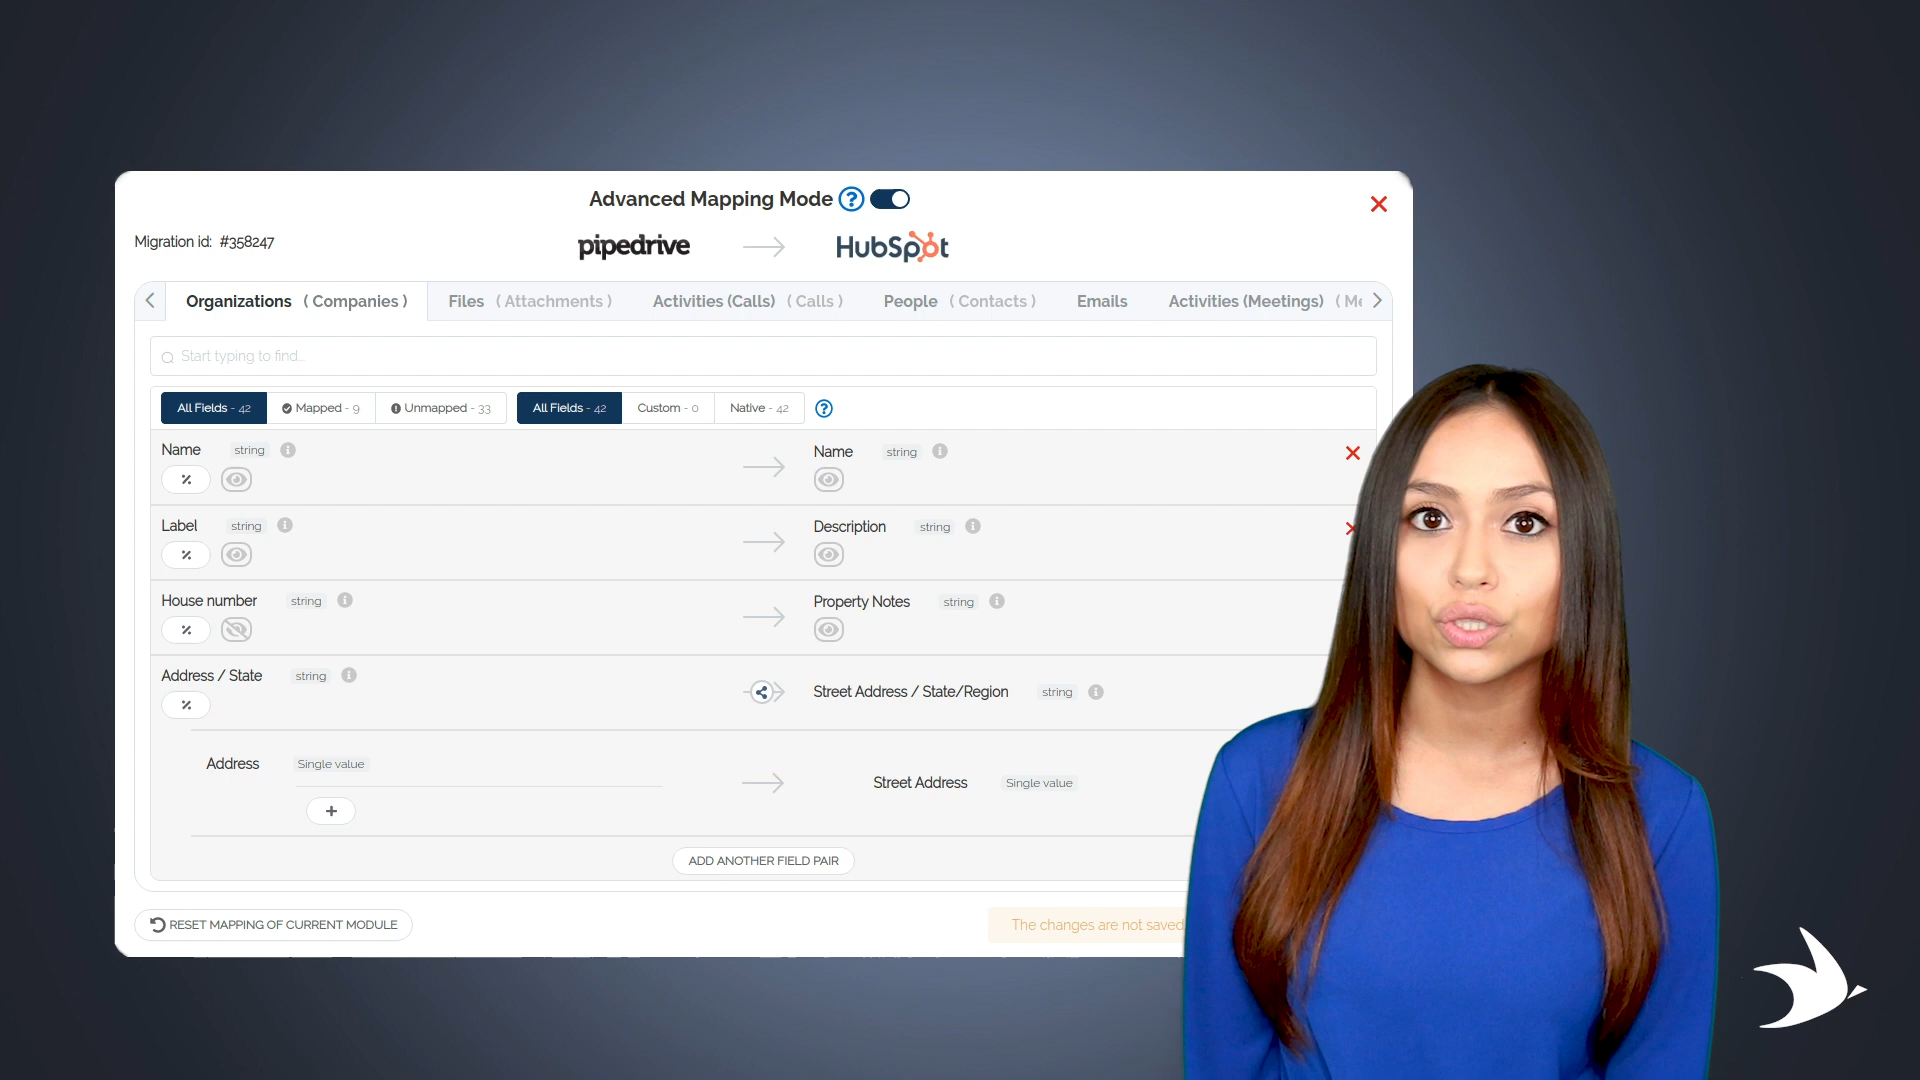 Advanced Mapping Mode ?
Migration id: #358247
pipedrive HubSpot
Organizations ( Companies ) Files ( Attachments ) Activities (Calls) ( Calls ) People ( Contacts ) Emails Activities (Meetings) ( Me
Start typing to find...
All Fields - 42 Mapped - 9 Unmapped - 33 All Fields - 42 Custom - 0 Native - 42 ?
Name string Name string
Label string Description string
House number string Property Notes string
Address / State string Street Address / State/Region string
Address Single value Street Address Single value
+
ADD ANOTHER FIELD PAIR
RESET MAPPING OF CURRENT MODULE The changes are not saved